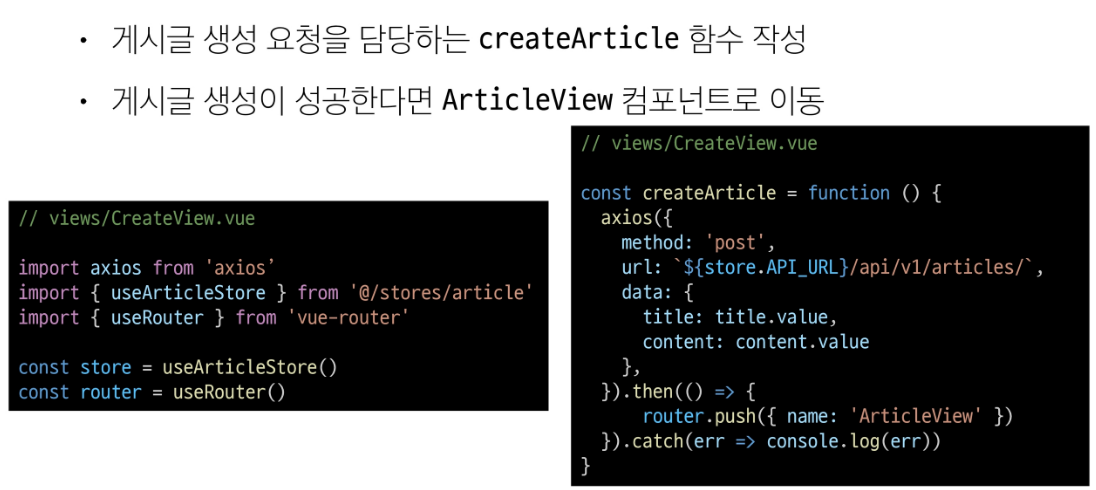 • 게시글 생성 요청을 담당하는 createArticle 함수 작성
• 게시글 생성이 성공한다면 ArticleView 컴포넌트로 이동
// views/CreateView.vue
import axios from 'axios’
import { useArticleStore } from '@/stores/article'
import { useRouter } from 'vue-router'
const store = useArticleStore()
const router = useRouter()
// views/CreateView.vue
const createArticle = function () {
  axios({
    method: 'post',
    url: `${store.API_URL}/api/v1/articles/`,
    data: {
      title: title.value,
      content: content.value
    },
  }).then(() => {
      router.push({ name: 'ArticleView' })
  }).catch(err => console.log(err))
}